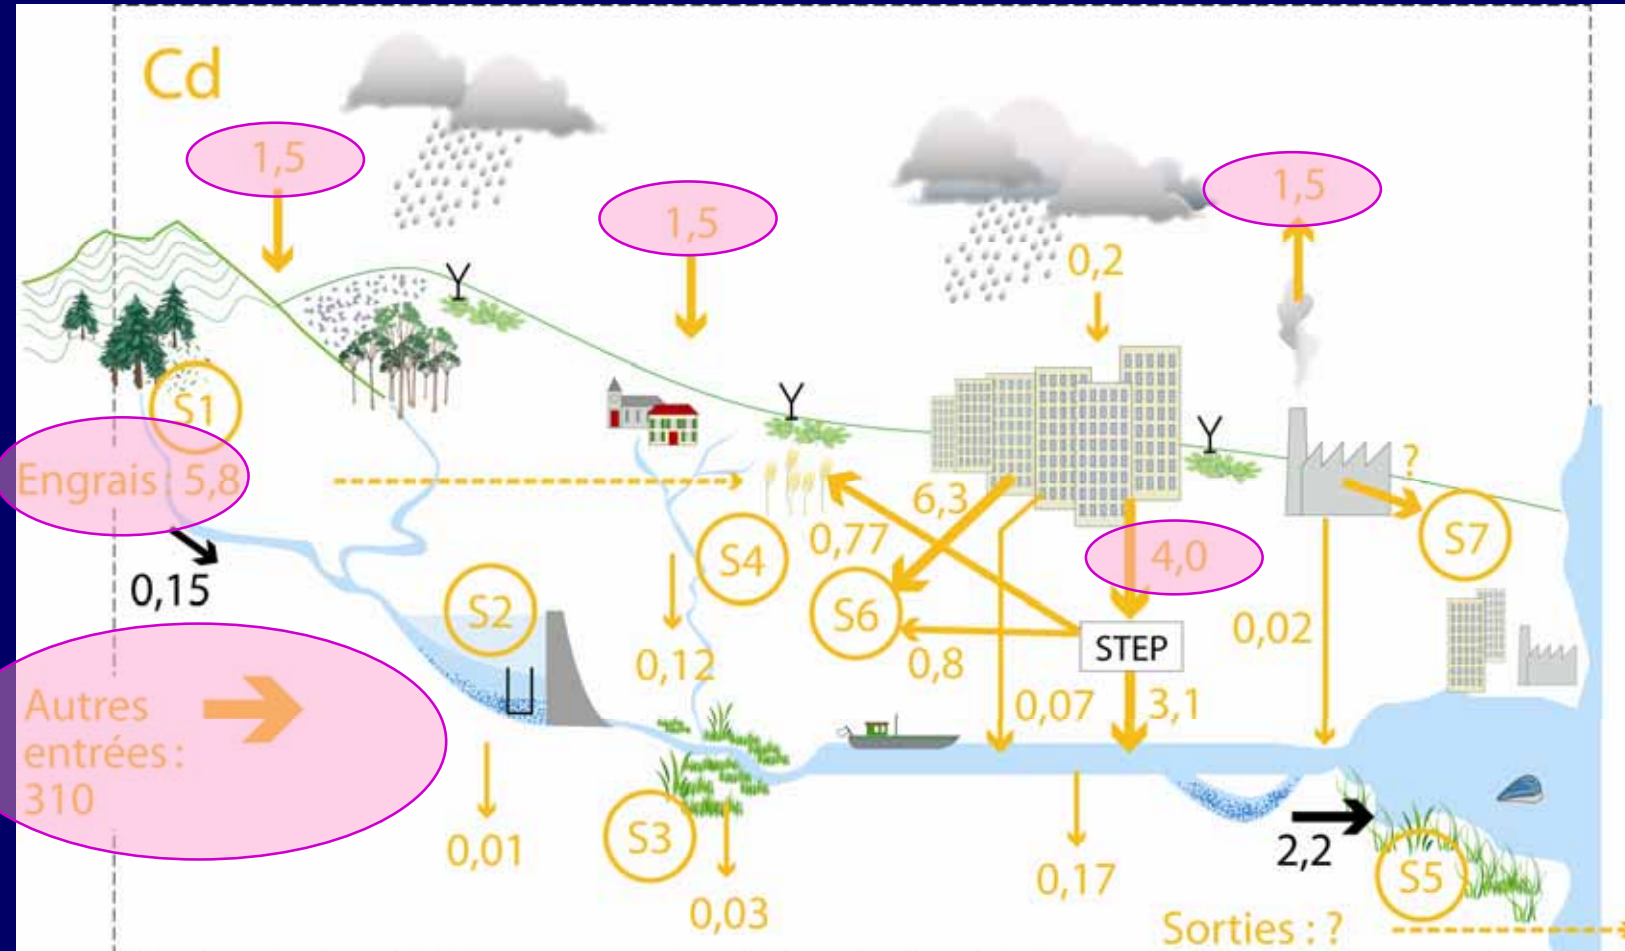 Cd
1,5
1,5
1,5
0,2
S1
Engrais : 5,8
?
6,3
0,77
S4
4,0
S7
0,15
S2
S6
0,02
STEP
0,12
0,8
Autres
entrées :
310
0,07
3,1
0,01
S3
2,2
0,17
S5
0,03
Sorties : ?